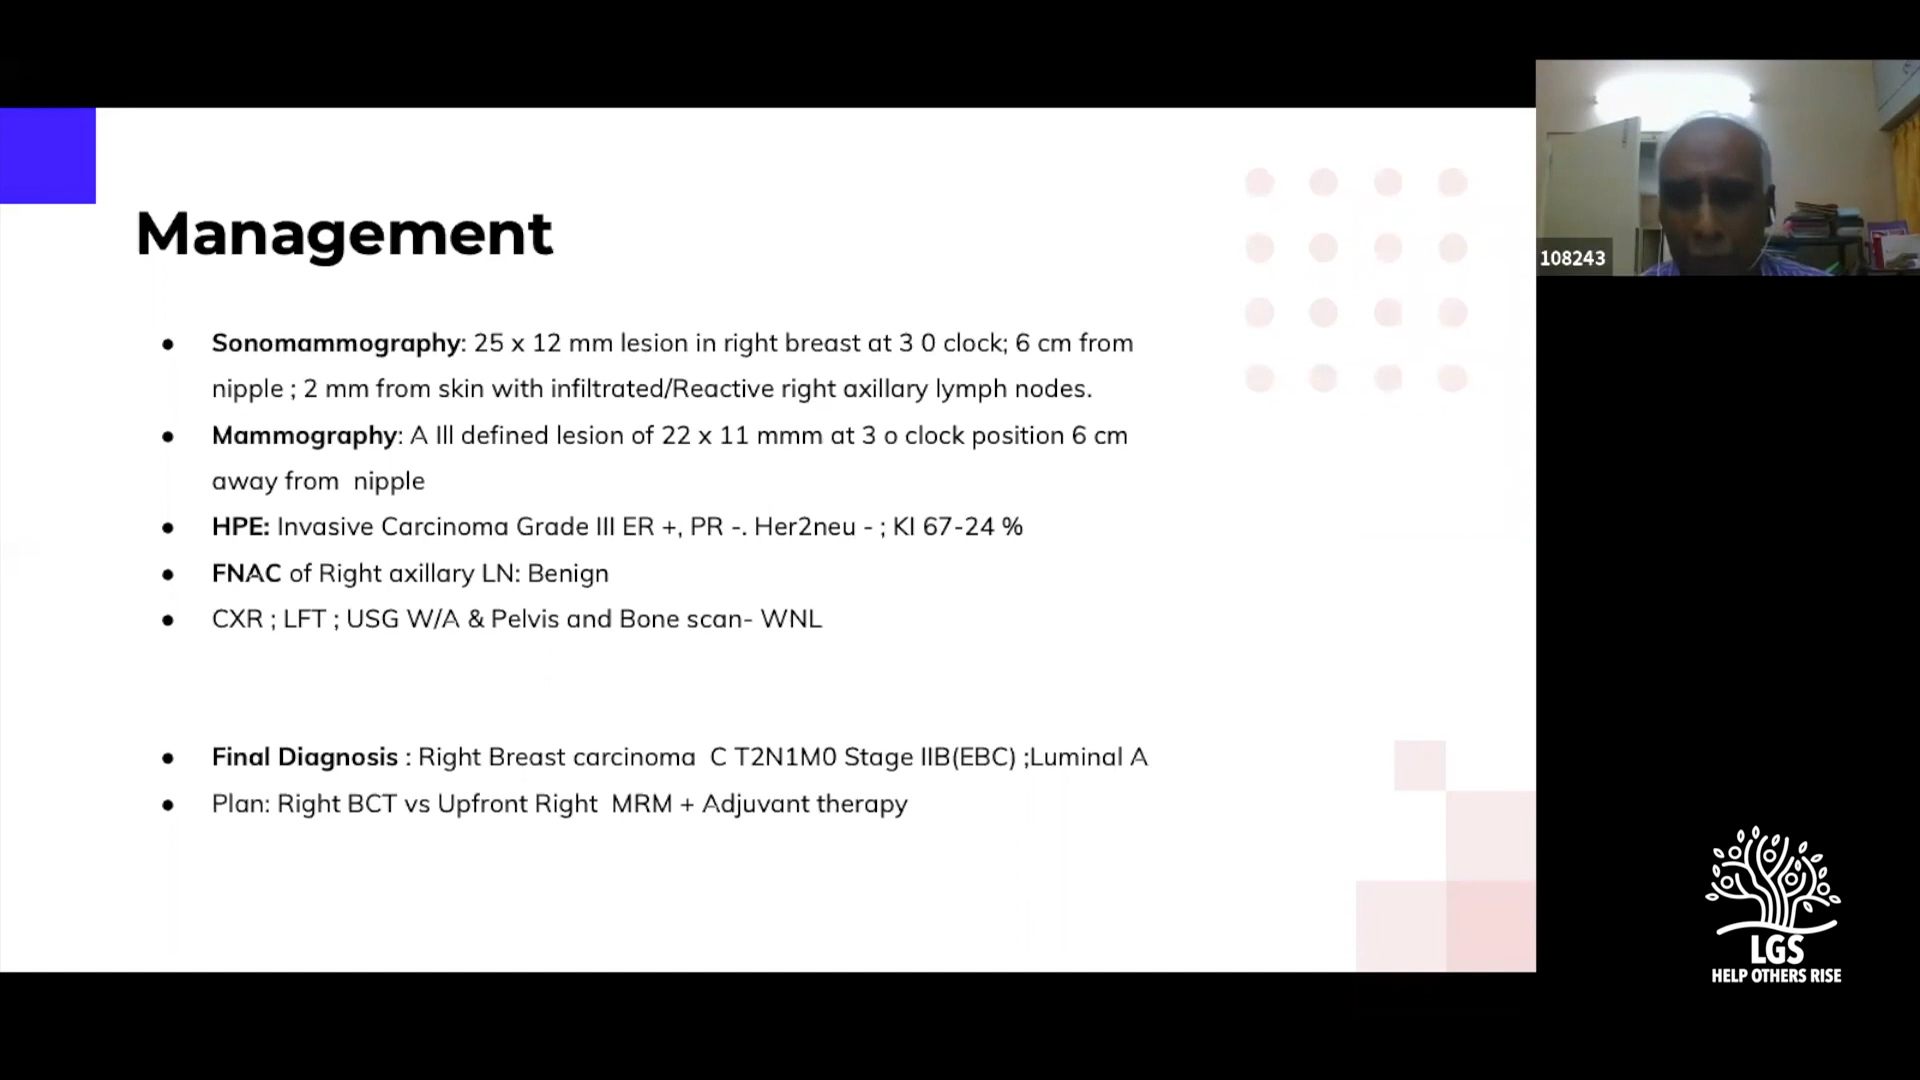 Management
● Sonomammography: 25 x 12 mm lesion in right breast at 3 0 clock; 6 cm from
nipple ; 2 mm from skin with infiltrated/Reactive right axillary lymph nodes.
● Mammography: A Ill defined lesion of 22 x 11 mmm at 3 o clock position 6 cm
away from nipple
● HPE: Invasive Carcinoma Grade III ER +, PR -. Her2neu - ; KI 67-24 %
● FNAC of Right axillary LN: Benign
● CXR ; LFT ; USG W/A & Pelvis and Bone scan- WNL
● Final Diagnosis : Right Breast carcinoma C T2N1M0 Stage IIB(EBC) ;Luminal A
● Plan: Right BCT vs Upfront Right MRM + Adjuvant therapy
108243
LGS
HELP OTHERS RISE